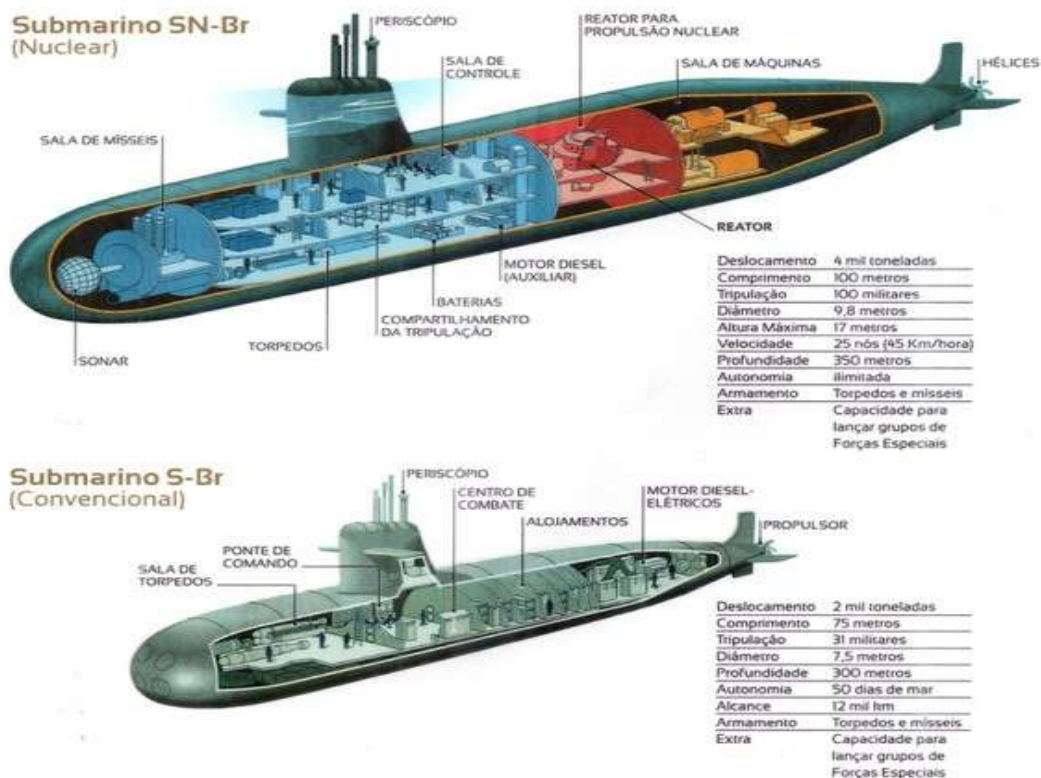 Submarino SN-Br
(Nuclear)
PERISCÓPIO
REATOR PARA
PROPULSÃO NUCLEAR
SALA DE
CONTROLE
SALA DE MÁQUINAS
HÉLICES
SALA DE MÍSSEIS
REATOR
MOTOR DIESEL
(AUXILIAR)
BATERIAS
COMPARTILHAMENTO
DA TRIPULAÇÃO
TORPEDOS
SONAR
Deslocamento 4 mil toneladas
Comprimento 100 metros
Tripulação 100 militares
Diâmetro 9,8 metros
Altura Máxima 17 metros
Velocidade 25 nós (45 Km/hora)
Profundidade 350 metros
Autonomia ilimitada
Armamento Torpedos e mísseis
Extra Capacidade para
lançar grupos de
Forças Especiais
Submarino S-Br
(Convencional)
PERISCÓPIO
CENTRO DE
COMBATE
MOTOR DIESEL-
ELÉTRICOS
ALOJAMENTOS
PROPULSOR
PONTE DE
COMANDO
SALA DE
TORPEDOS
Deslocamento 2 mil toneladas
Comprimento 75 metros
Tripulação 31 militares
Diâmetro 7,5 metros
Profundidade 300 metros
Autonomia 50 dias de mar
Alcance 12 mil km
Armamento Torpedos e mísseis
Extra Capacidade para
lançar grupos de
Forças Especiais